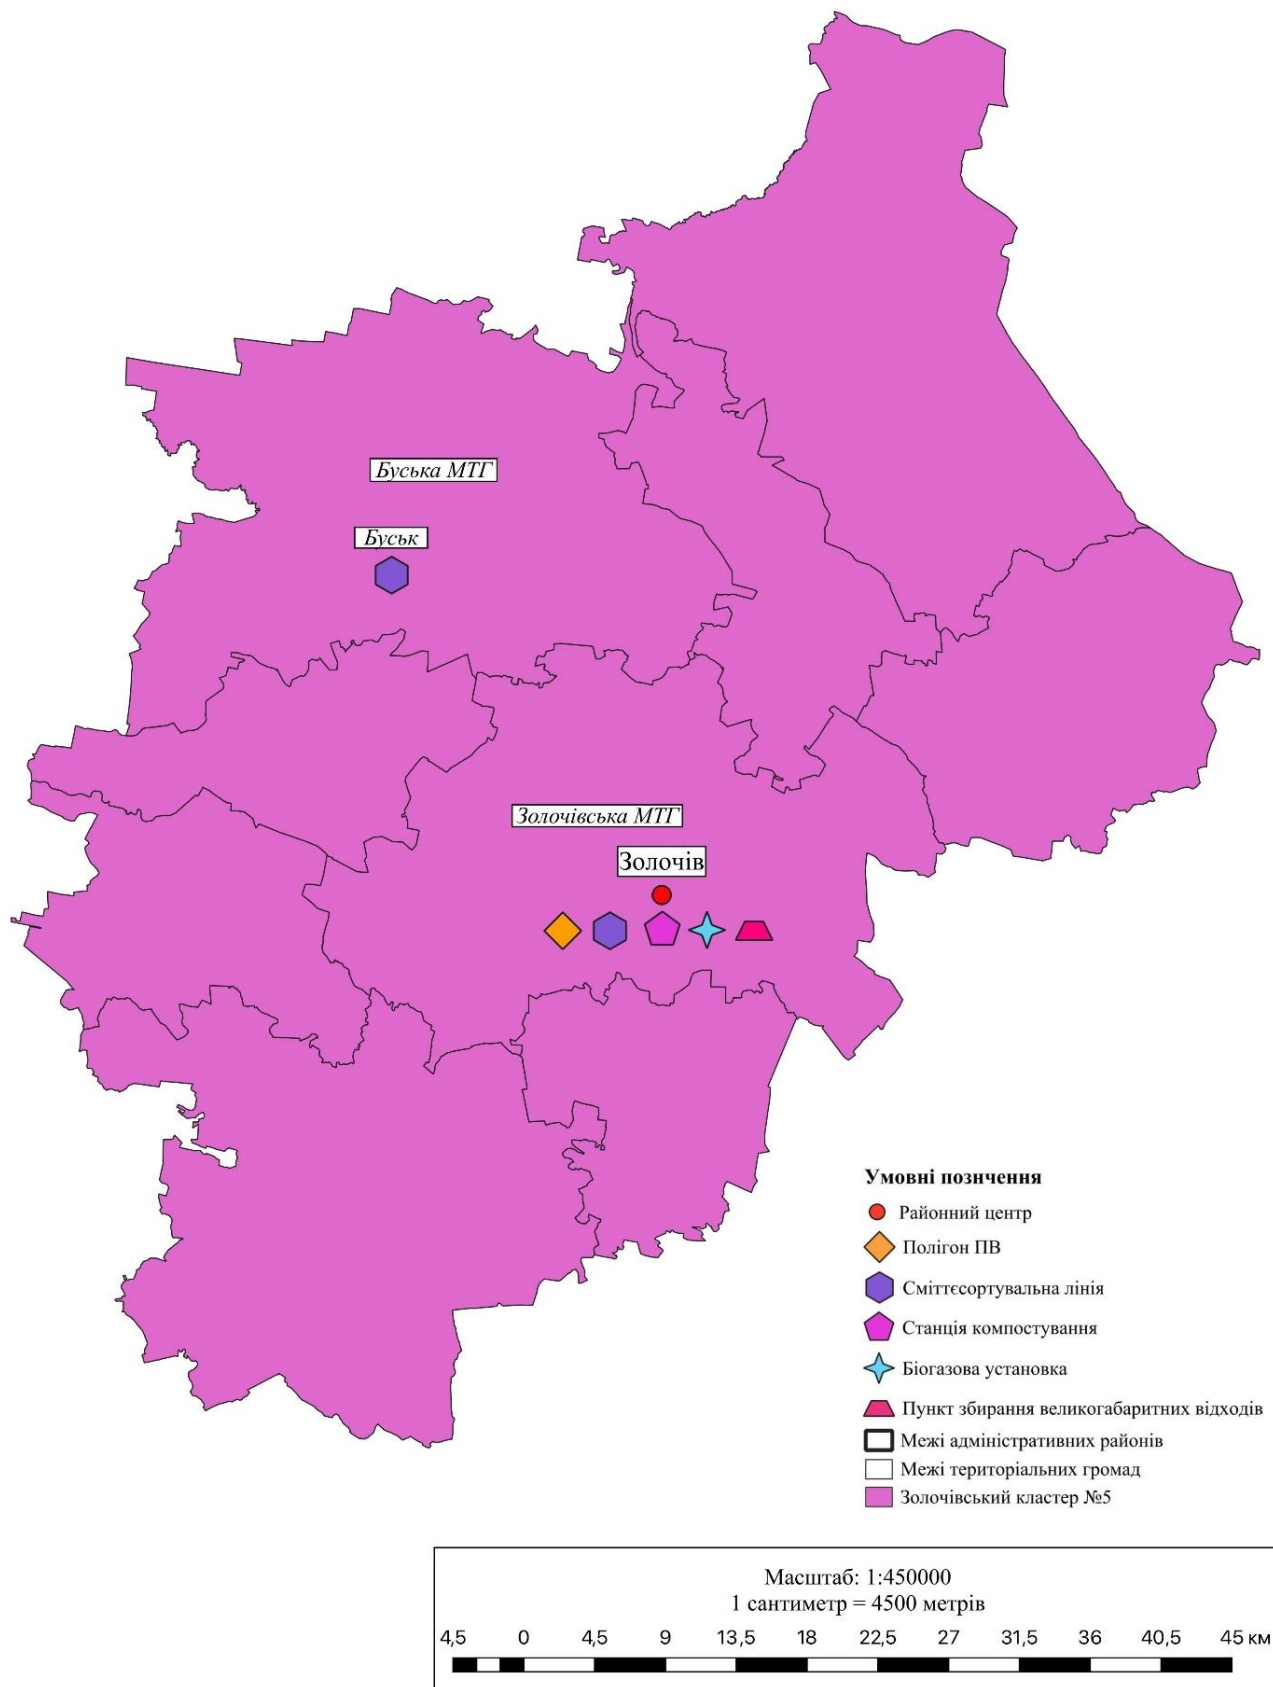 Буська МТГ
Буськ
Золочівська МТГ
Золочів
Умовні познчення
Районний центр
Полігон ПВ
Сміттєсортувальна лінія
Станція компостування
Біогазова установка
Пункт збирання великогабаритних відходів
Межі адміністративних районів
Межі територіальних громад
Золочівський кластер №5
Масштаб: 1:450000
1 сантиметр = 4500 метрів
4,5 0 4,5 9 13,5 18 22,5 27 31,5 36 40,5 45 км